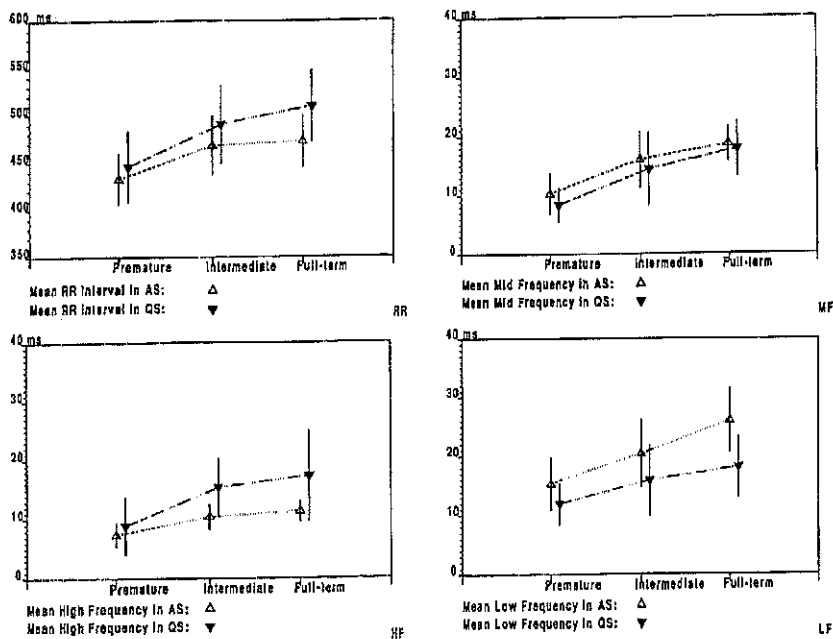 600 ms
550
500
450
400
350
Premature Intermediate Full-term
Mean RR Interval in AS: △
Mean RR Interval in QS: ▼
RR
40 ms
30
20
10
0
Premature Intermediate Full-term
Mean Mid Frequency in AS: △
Mean Mid Frequency in QS: ▼
MF
40 ms
30
20
10
0
Premature Intermediate Full-term
Mean High Frequency in AS: △
Mean High Frequency in QS: ▼
HF
40 ms
30
20
10
0
Premature Intermediate Full-term
Mean Low Frequency in AS: △
Mean Low Frequency in QS: ▼
LF